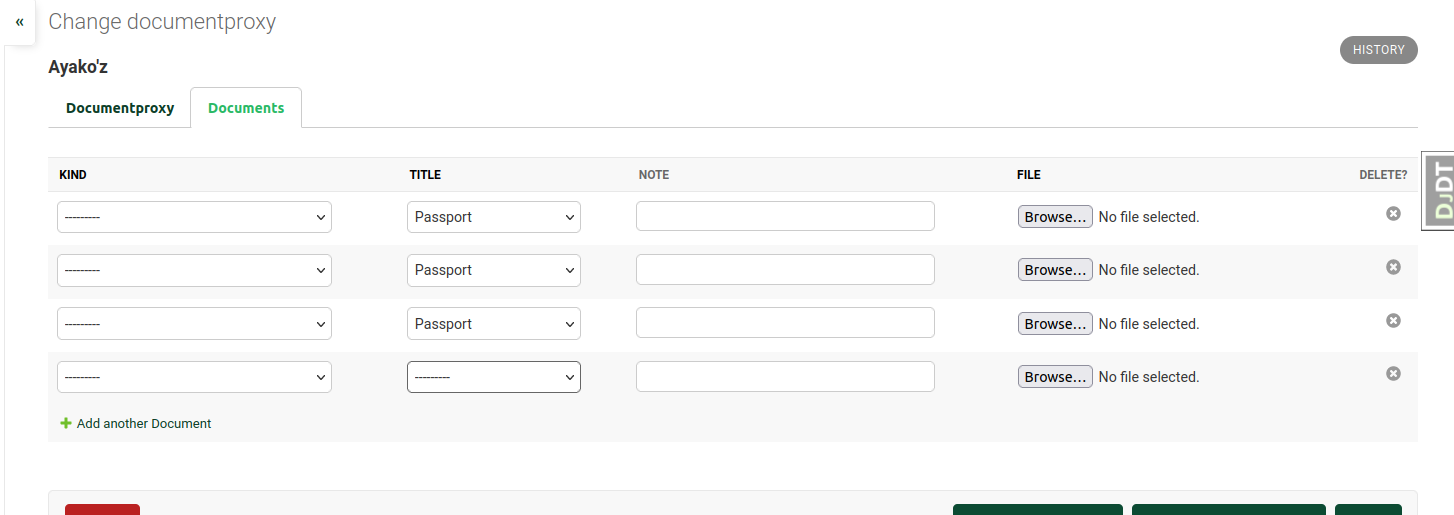 «
Change documentproxy
HISTORY
Ayako'z
Documentproxy Documents
KIND TITLE NOTE FILE DELETE?
--------- Passport Browse... No file selected.
--------- Passport Browse... No file selected.
--------- Passport Browse... No file selected.
--------- --------- Browse... No file selected.
Add another Document
DJDT